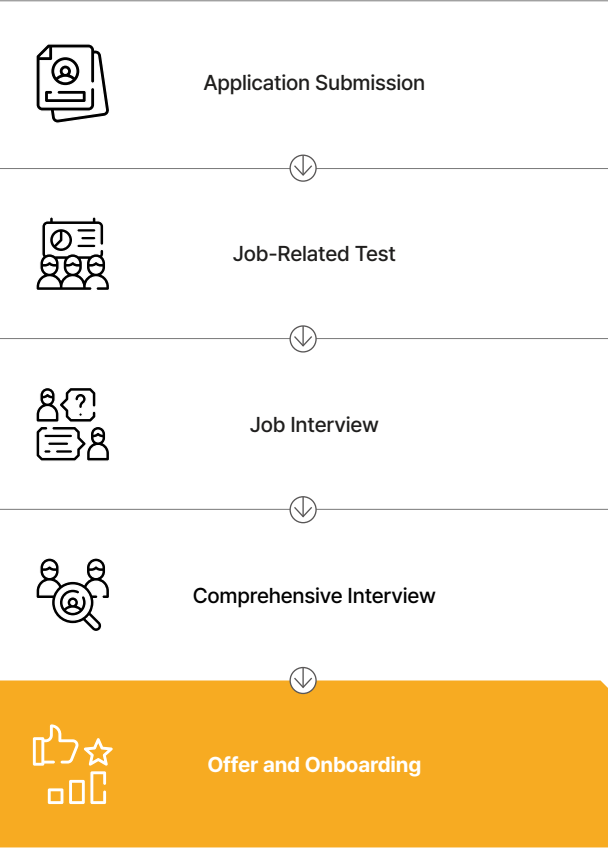 Application Submission
Job-Related Test
Job Interview
Comprehensive Interview
Offer and Onboarding